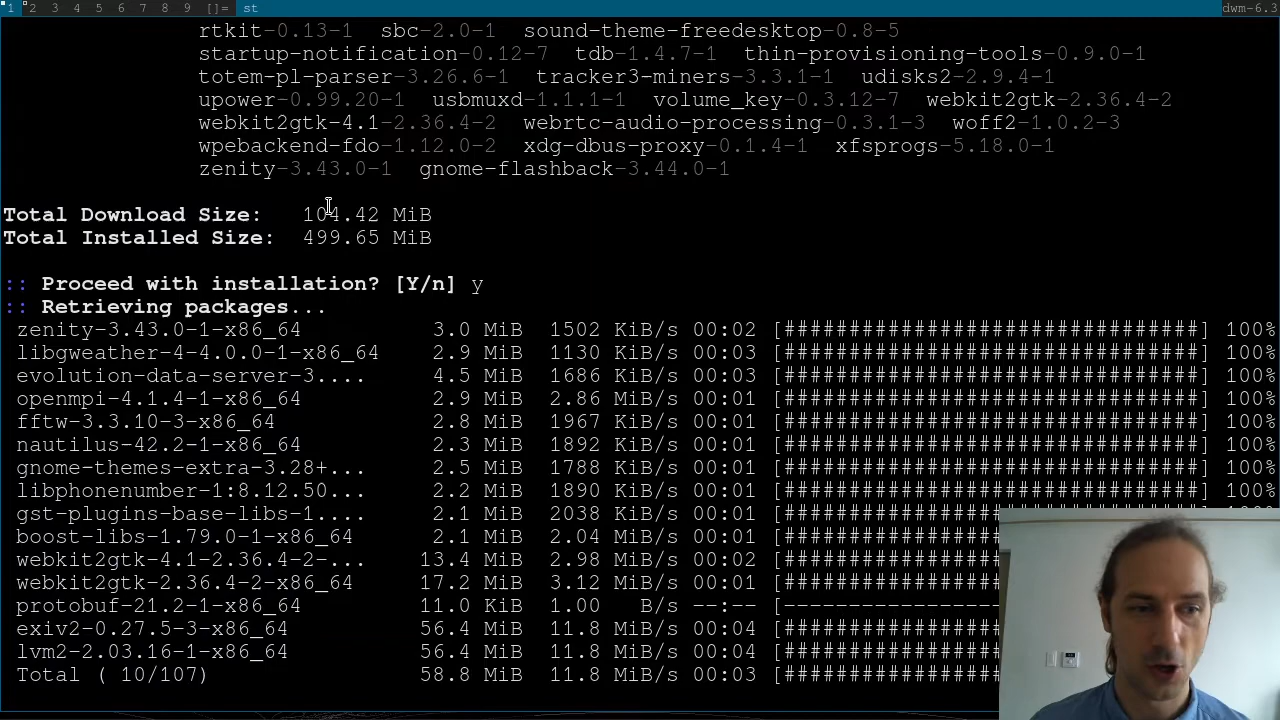 1 2 3 4 5 6 7 8 9 []= st dwm-6.3
rtkit-0.13-1 sbc-2.0-1 sound-theme-freedesktop-0.8-5
startup-notification-0.12-7 tdb-1.4.7-1 thin-provisioning-tools-0.9.0-1
totem-pl-parser-3.26.6-1 tracker3-miners-3.3.1-1 udisks2-2.9.4-1
upower-0.99.20-1 usbmuxd-1.1.1-1 volume_key-0.3.12-7 webkit2gtk-2.36.4-2
webkit2gtk-4.1-2.36.4-2 webrtc-audio-processing-0.3.1-3 woff2-1.0.2-3
wpebackend-fdo-1.12.0-2 xdg-dbus-proxy-0.1.4-1 xfsprogs-5.18.0-1
zenity-3.43.0-1 gnome-flashback-3.44.0-1
Total Download Size: 104.42 MiB
Total Installed Size: 499.65 MiB
:: Proceed with installation? [Y/n] y
:: Retrieving packages...
zenity-3.43.0-1-x86_64 3.0 MiB 1502 KiB/s 00:02 [################################] 100%
libgweather-4-4.0.0-1-x86_64 2.9 MiB 1130 KiB/s 00:03 [################################] 100%
evolution-data-server-3.... 4.5 MiB 1686 KiB/s 00:03 [################################] 100%
openmpi-4.1.4-1-x86_64 2.9 MiB 2.86 MiB/s 00:01 [################################] 100%
fftw-3.3.10-3-x86_64 2.8 MiB 1967 KiB/s 00:01 [################################] 100%
nautilus-42.2-1-x86_64 2.3 MiB 1892 KiB/s 00:01 [################################] 100%
gnome-themes-extra-3.28+... 2.5 MiB 1788 KiB/s 00:01 [################################] 100%
libphonenumber-1:8.12.50... 2.2 MiB 1890 KiB/s 00:01 [################################] 100%
gst-plugins-base-libs-1.... 2.1 MiB 2038 KiB/s 00:01 [################################]
boost-libs-1.79.0-1-x86_64 2.1 MiB 2.04 MiB/s 00:01 [#################
webkit2gtk-4.1-2.36.4-2-... 13.4 MiB 2.98 MiB/s 00:02 [#################
webkit2gtk-2.36.4-2-x86_64 17.2 MiB 3.12 MiB/s 00:01 [#################
protobuf-21.2-1-x86_64 11.0 KiB 1.00 B/s --:-- [-----------------
exiv2-0.27.5-3-x86_64 56.4 MiB 11.8 MiB/s 00:04 [#################
lvm2-2.03.16-1-x86_64 56.4 MiB 11.8 MiB/s 00:04 [#################
Total ( 10/107) 58.8 MiB 11.8 MiB/s 00:03 [#################